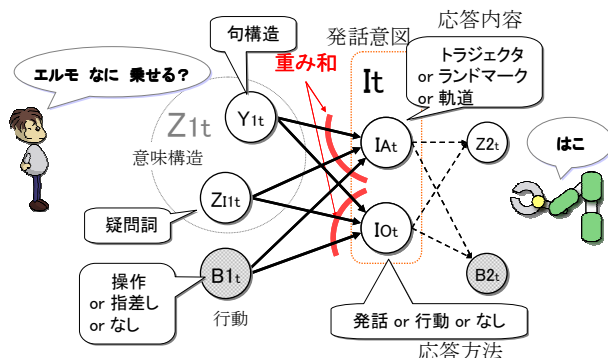 句構造
発話意図
応答内容
エルモ なに 乗せる?
重み和
It
トラジェクタ
or ランドマーク
or 軌道
Z1t
意味構造
Y1t
IAt
Z2t
はこ
ZI1t
疑問詞
IOt
操作
or 指差し
or なし
B1t
行動
B2t
発話 or 行動 or なし
応答方法